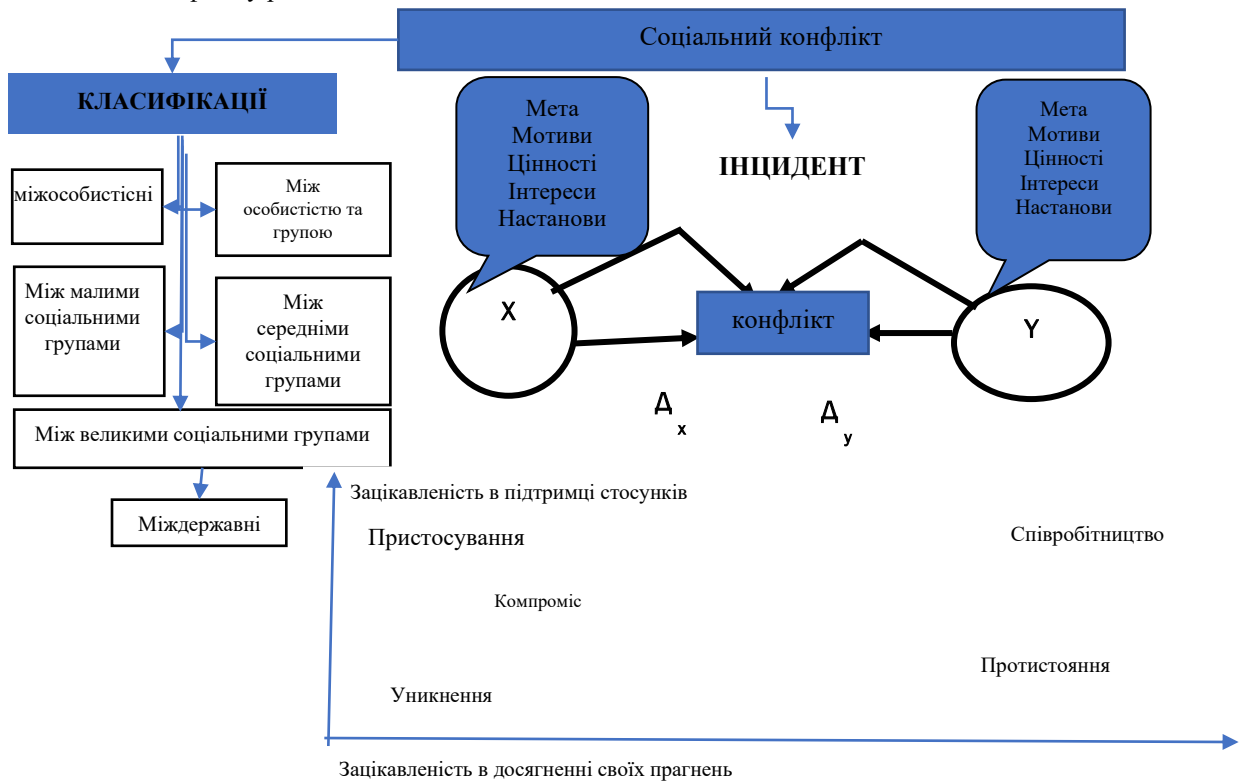 Соціальний конфлікт
КЛАСИФІКАЦІЇ
міжособистісні
Між
особистістю та
групою
Між малими
соціальними
групами
Між
середніми
соціальними
групами
Між великими соціальними групами
Міждержавні
Мета
Мотиви
Цінності
Інтереси
Настанови
ІНЦИДЕНТ
Мета
Мотиви
Цінності
Інтереси
Настанови
X
конфлікт
Y
Д x
Д y
Зацікавленість в підтримці стосунків
Пристосування
Співробітництво
Компроміс
Протистояння
Уникнення
Зацікавленість в досягненні своїх прагнень